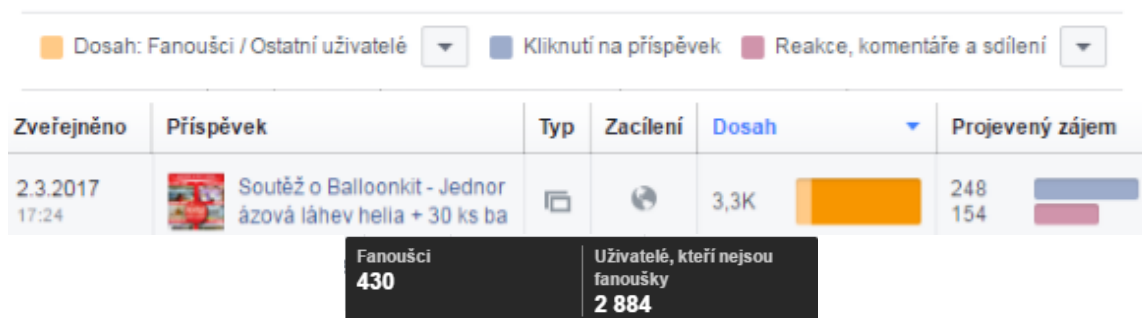 Dosah: Fanoušci / Ostatní uživatelé Kliknutí na příspěvek Reakce, komentáře a sdílení
Zveřejněno Příspěvek Typ Zacílení Dosah Projevený zájem
2.3.2017
17:24
Soutěž o Balloonkit - Jednor
ázová láhev helia + 30 ks ba
3,3K
248
154
Fanoušci
430
Uživatelé, kteří nejsou
fanoušky
2 884